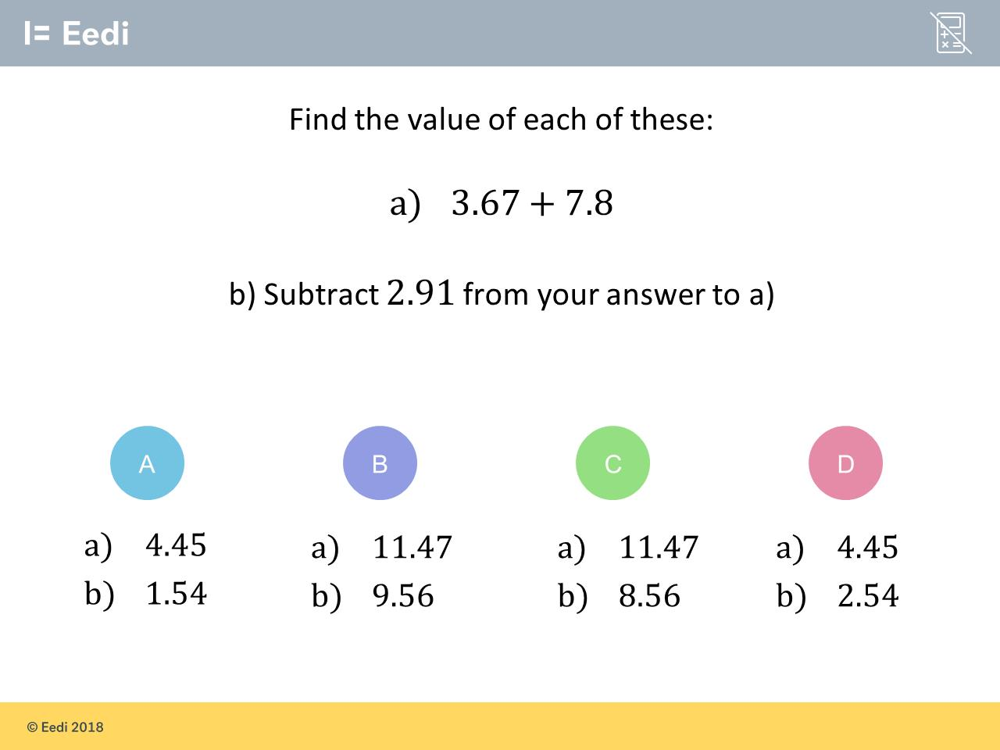 Eedi
Find the value of each of these:
a) 3.67 + 7.8
b) Subtract 2.91 from your answer to a)
A B C D
a) 4.45 a) 11.47 a) 11.47 a) 4.45
b) 1.54 b) 9.56 b) 8.56 b) 2.54
© Eedi 2018